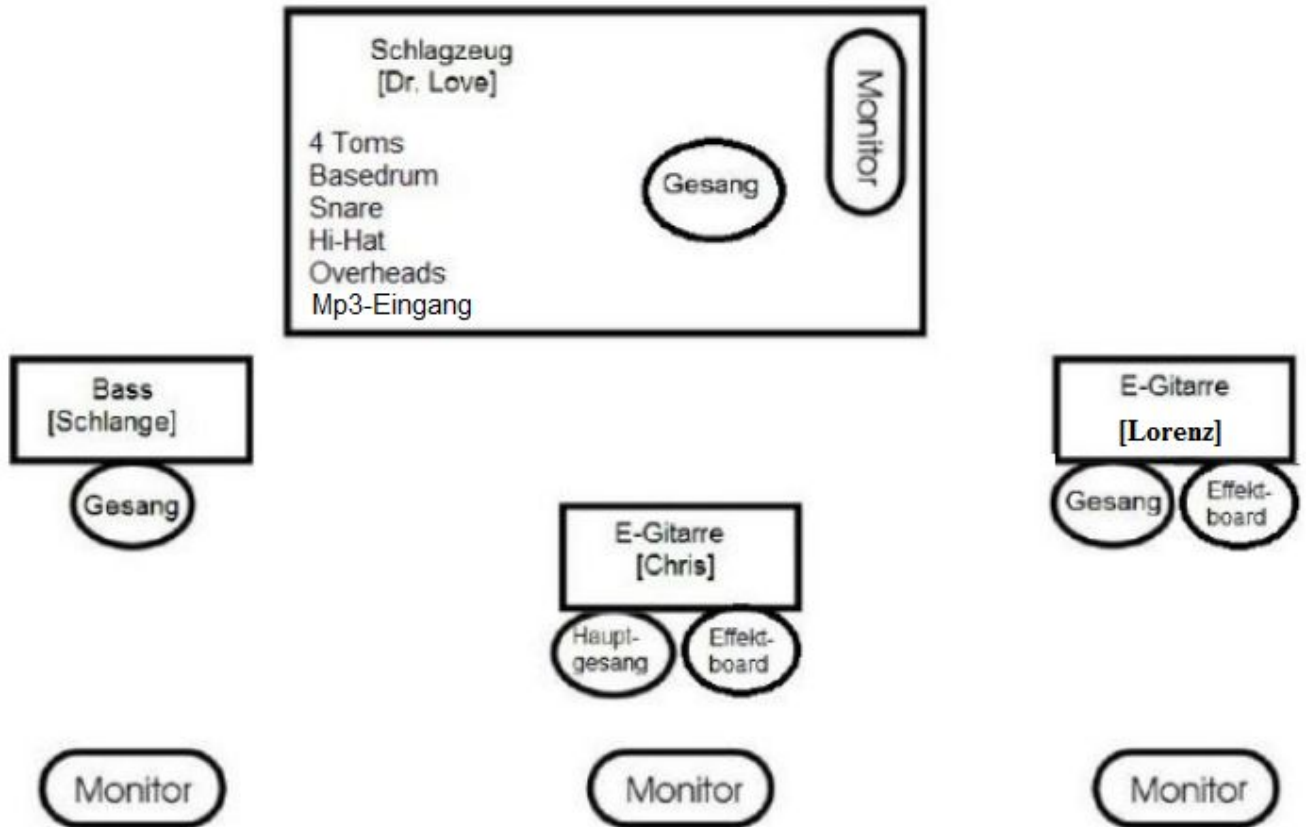 Schlagzeug
[Dr. Love]
4 Toms
Basedrum
Snare
Hi-Hat
Overheads
Mp3-Eingang
Gesang
Monitor
Bass
[Schlange]
Gesang
E-Gitarre
[Chris]
Haupt-
gesang
Effekt-
board
E-Gitarre
[Lorenz]
Gesang
Effekt-
board
Monitor
Monitor
Monitor